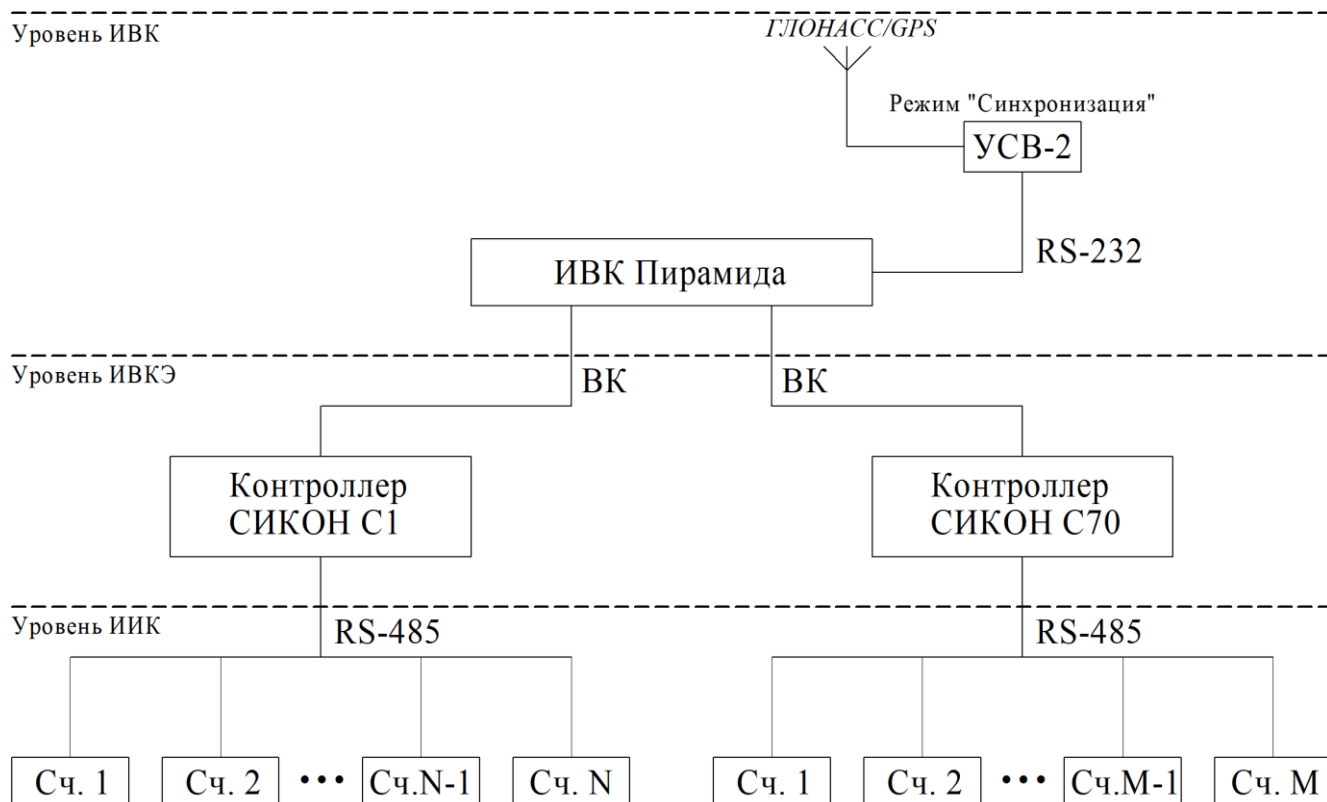 Уровень ИВК
ГЛОНАСС/GPS
Режим "Синхронизация"
УСВ-2
RS-232
ИВК Пирамида
Уровень ИВКЭ
ВК
ВК
Контроллер
СИКОН С1
Контроллер
СИКОН С70
Уровень ИИК
RS-485
RS-485
Сч. 1
Сч. 2
•••
Сч.N-1
Сч. N
Сч. 1
Сч. 2
•••
Сч.М-1
Сч. М